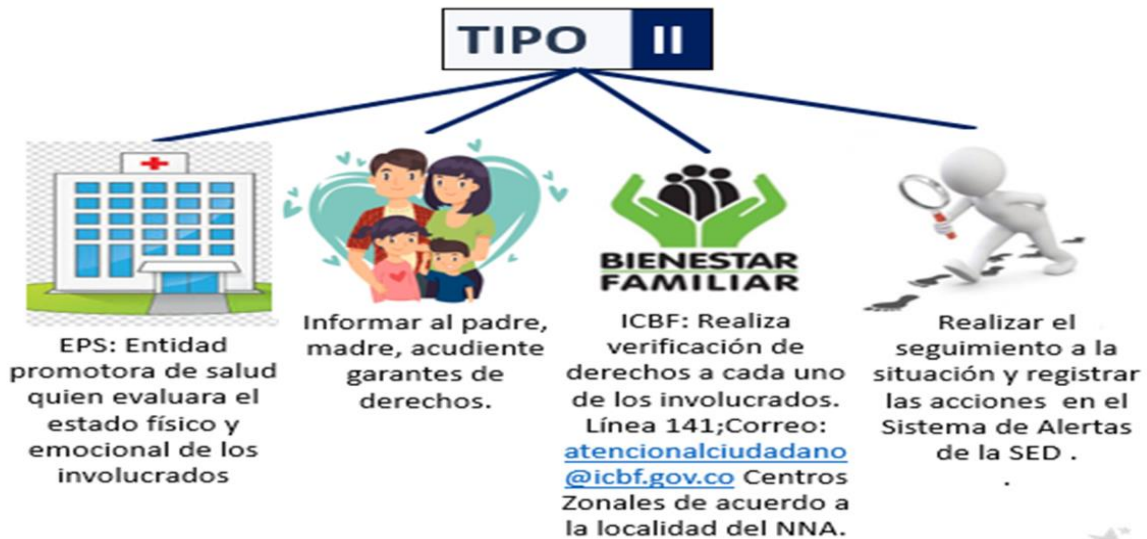 TIPO II
EPS: Entidad
promotora de salud
quien evaluara el
estado físico y
emocional de los
involucrados
Informar al padre,
madre, acudiente
garantes de
derechos.
BIENESTAR
FAMILIAR
ICBF: Realiza
verificación de
derechos a cada uno
de los involucrados.
Línea 141;Correo:
atencionalciudadano
@icbf.gov.co Centros
Zonales de acuerdo a
la localidad del NNA.
Realizar el
seguimiento a la
situación y registrar
las acciones en el
Sistema de Alertas
de la SED .
.